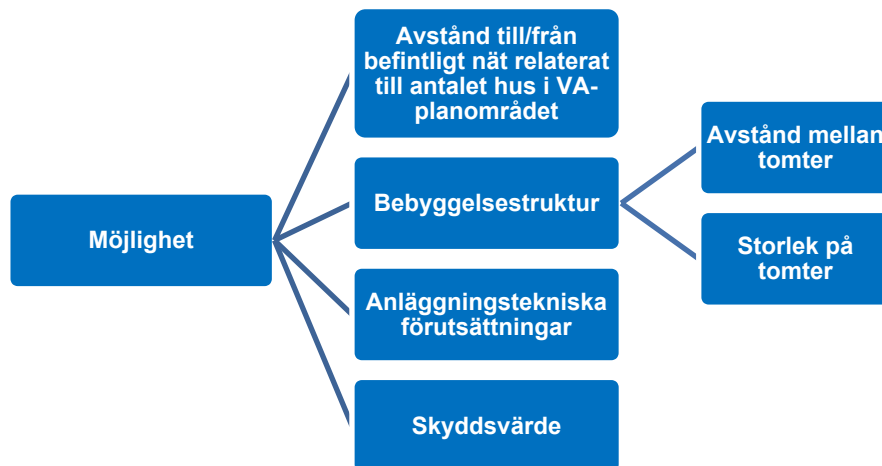 Möjlighet
Avstånd till/från
befintligt nät relaterat
till antalet hus i VA-
planområdet
Bebyggelsestruktur
Avstånd mellan
tomter
Storlek på
tomter
Anläggningstekniska
förutsättningar
Skyddsvärde